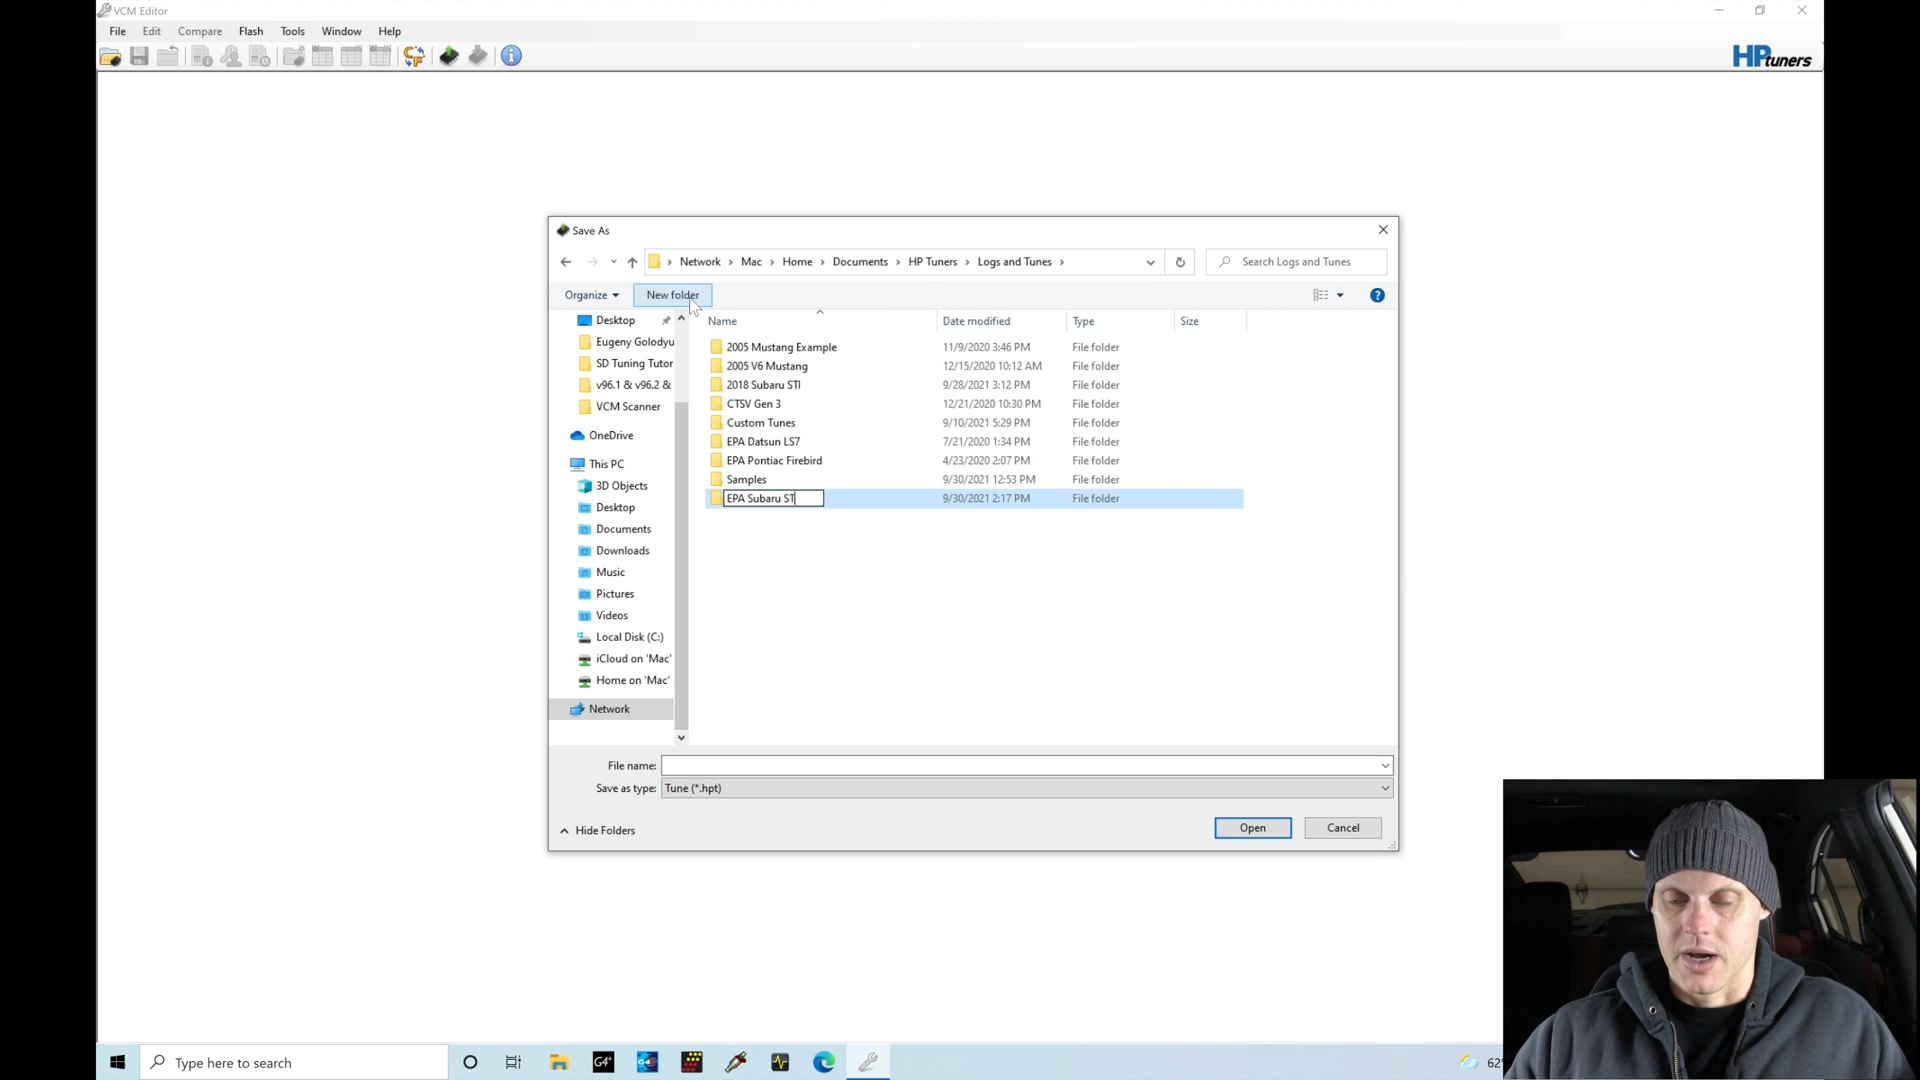 VCM Editor
File Edit Compare Flash Tools Window Help
HPtuners
Save As
Network › Mac › Home › Documents › HP Tuners › Logs and Tunes ›
Search Logs and Tunes
Organize
New folder
Name Date modified Type Size
Desktop
Eugeny Golodyu
SD Tuning Tutor
v96.1 & v96.2 &
VCM Scanner
OneDrive
This PC
3D Objects
Desktop
Documents
Downloads
Music
Pictures
Videos
Local Disk (C:)
iCloud on 'Mac'
Home on 'Mac'
Network
2005 Mustang Example 11/9/2020 3:46 PM File folder
2005 V6 Mustang 12/15/2020 10:12 AM File folder
2018 Subaru STI 9/28/2021 3:12 PM File folder
CTSV Gen 3 12/21/2020 10:30 PM File folder
Custom Tunes 9/10/2021 5:29 PM File folder
EPA Datsun LS7 7/21/2020 1:34 PM File folder
EPA Pontiac Firebird 4/23/2020 2:07 PM File folder
Samples 9/30/2021 12:53 PM File folder
EPA Subaru ST 9/30/2021 2:17 PM File folder
File name:
Save as type: Tune (*.hpt)
Hide Folders
Open
Cancel
Type here to search
G4+
62°